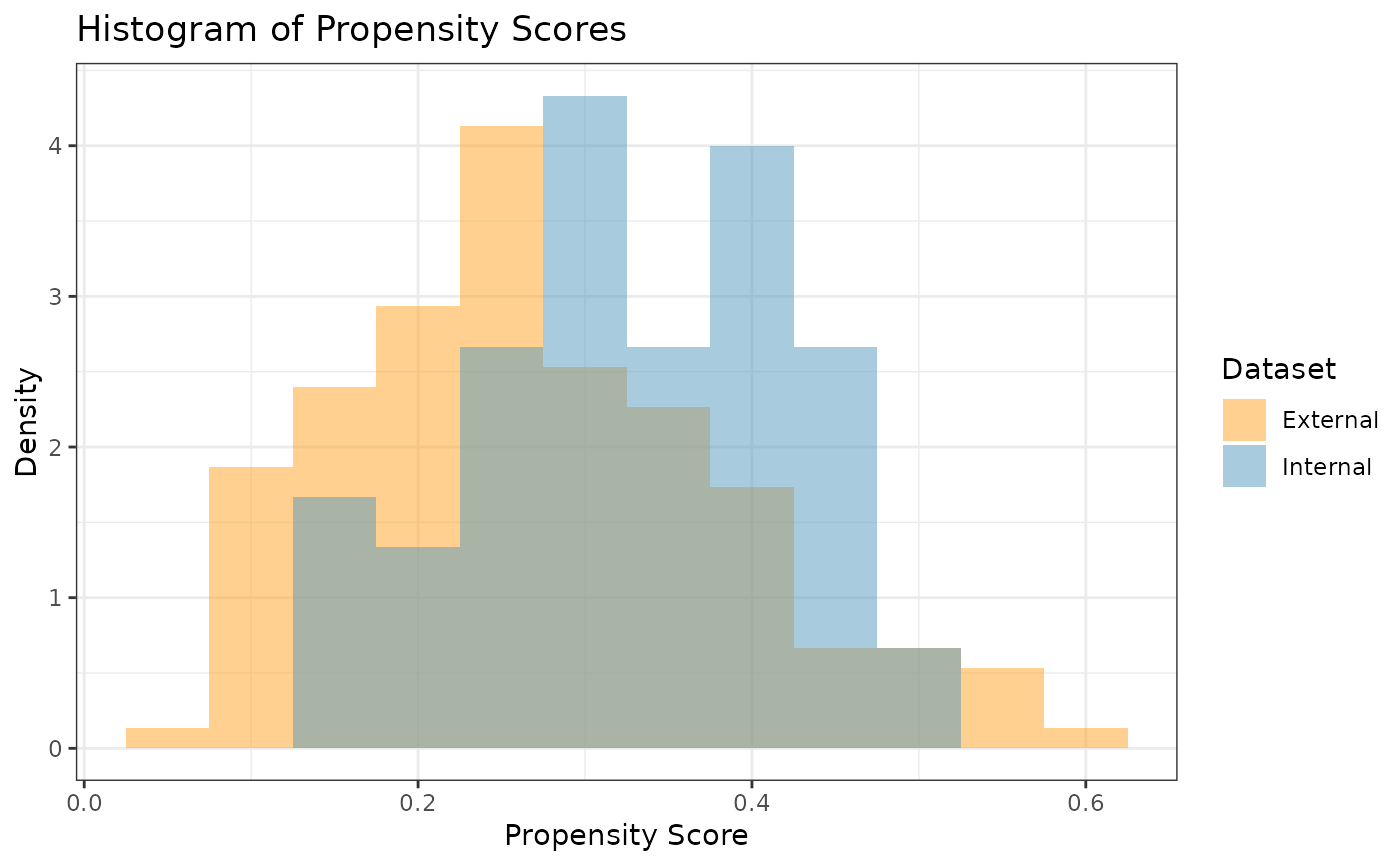 Histogram of Propensity Scores
4
3
2
1
0
Density
0.0 0.2 0.4 0.6
Propensity Score
Dataset
External
Internal